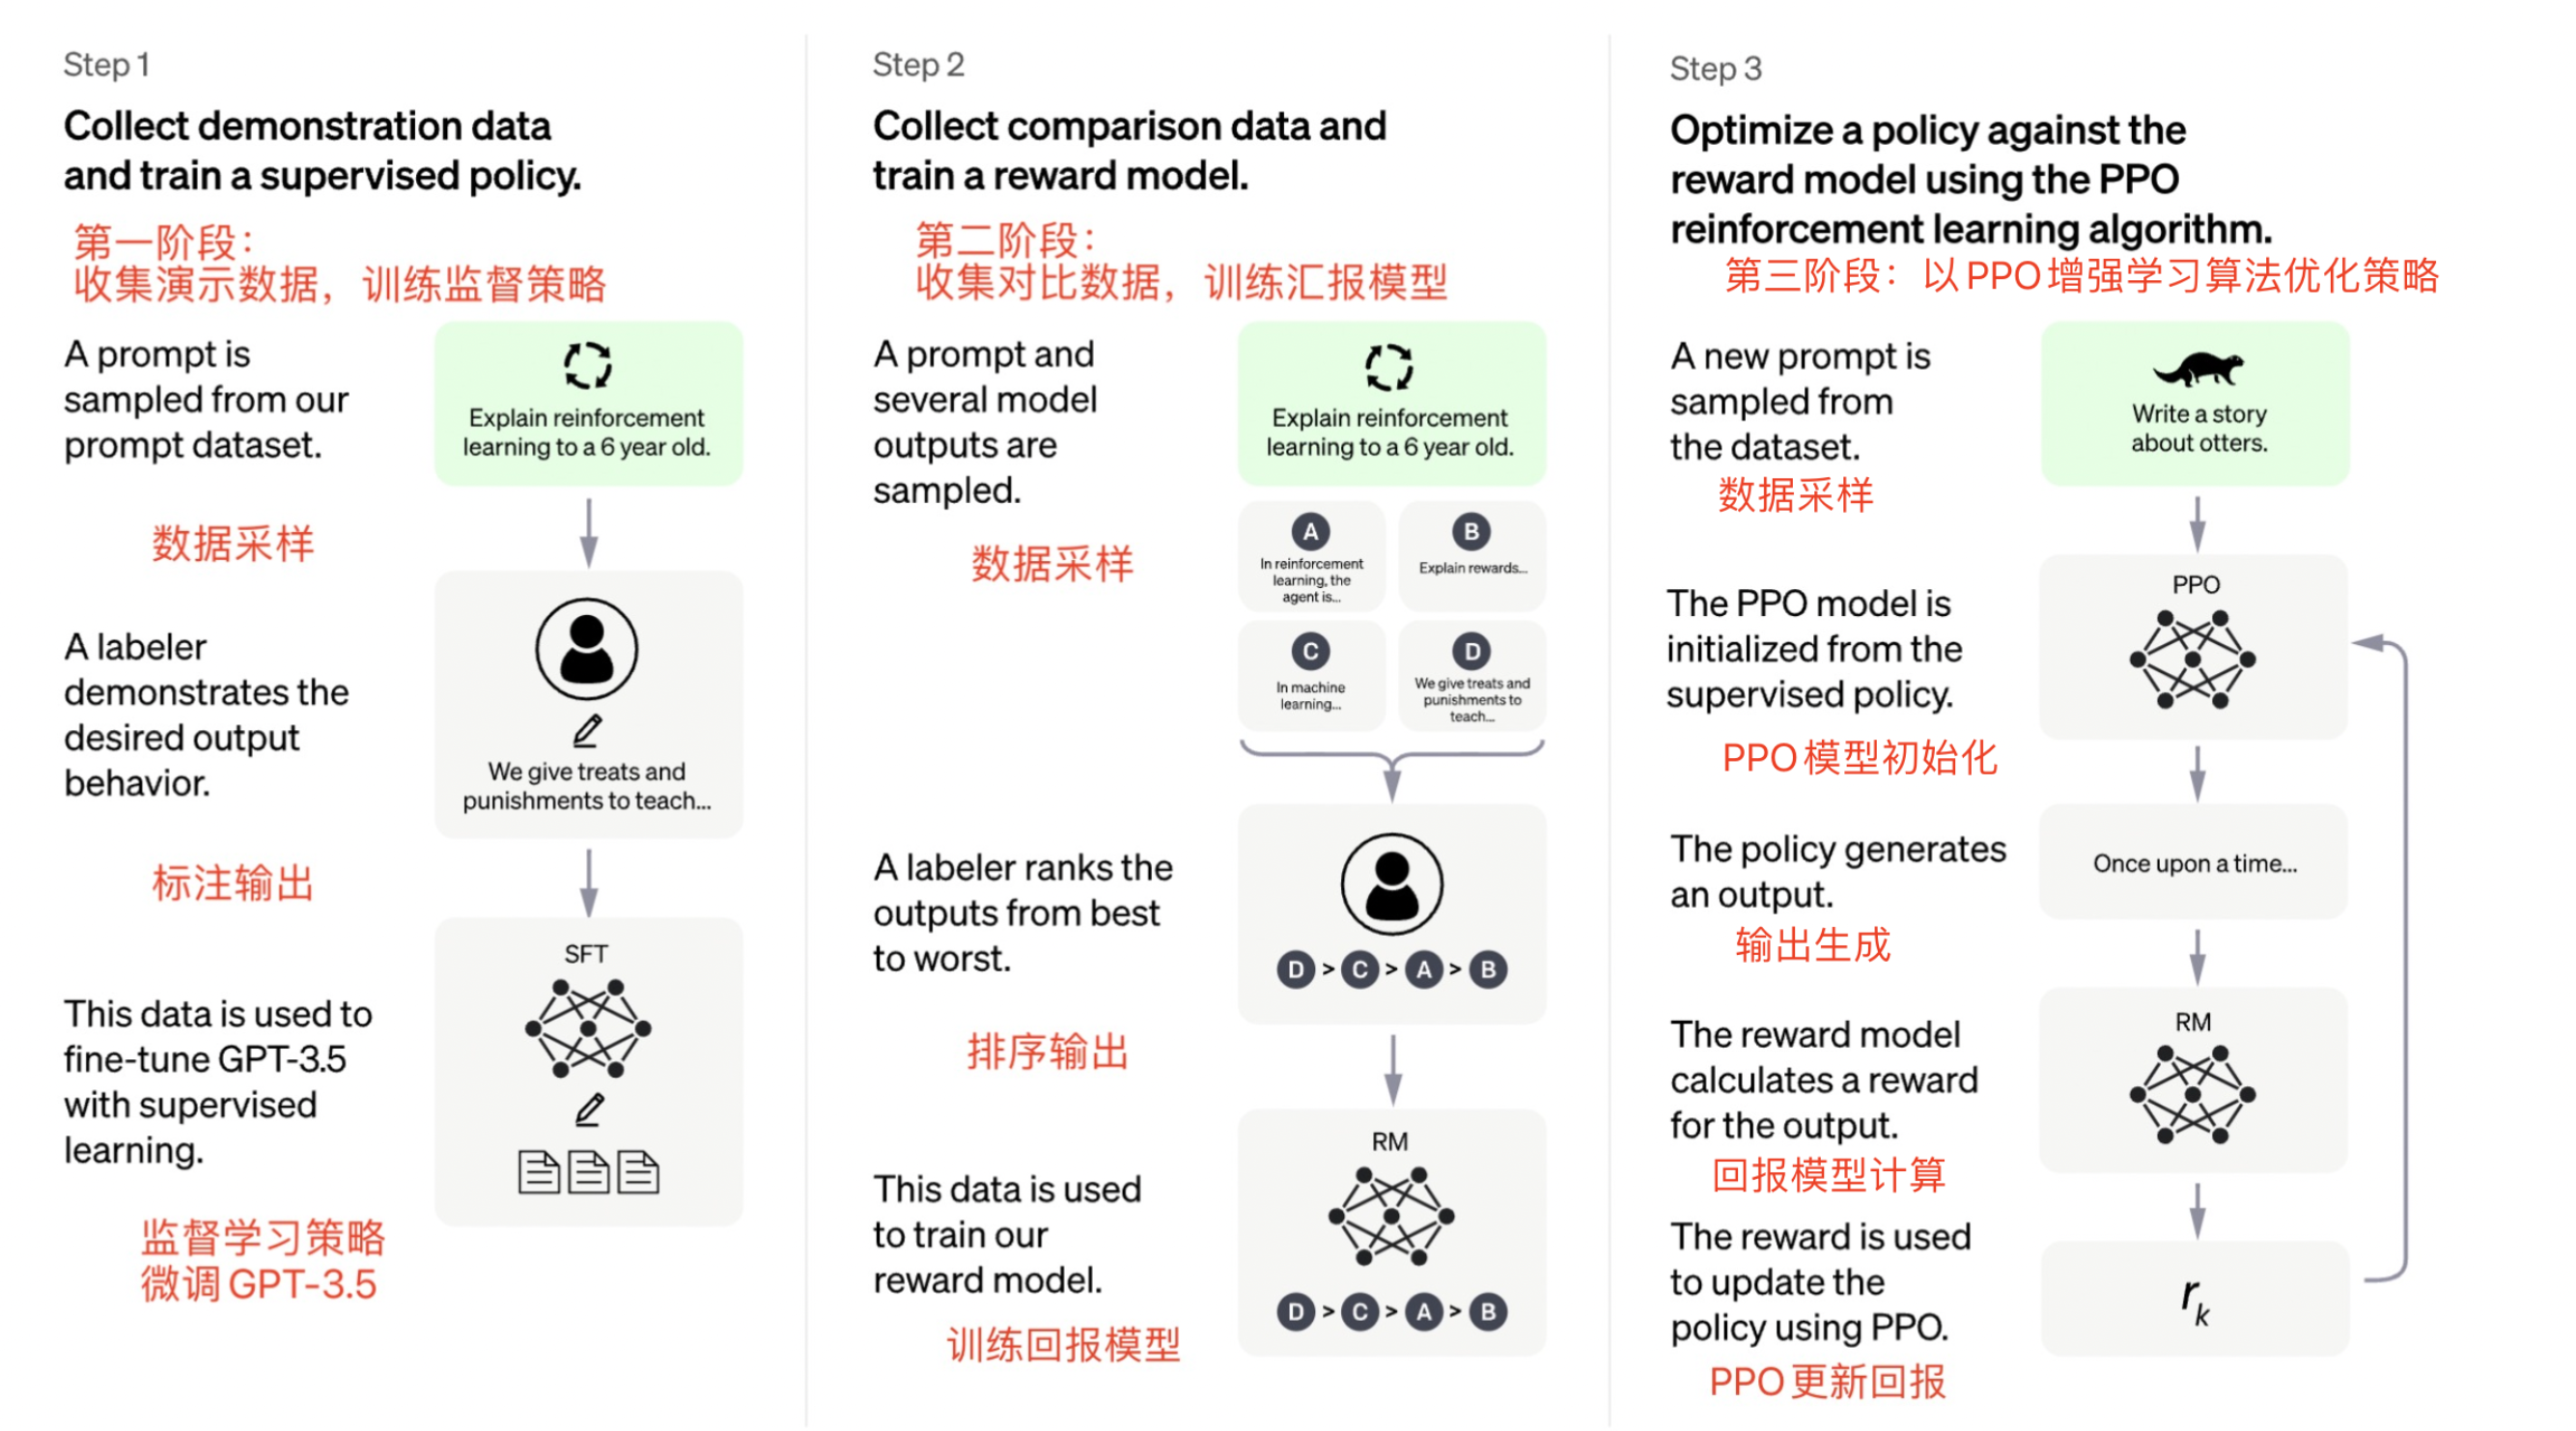 Step 1
Collect demonstration data
and train a supervised policy.
第一阶段：
收集演示数据，训练监督策略
A prompt is
sampled from our
prompt dataset.
Explain reinforcement
learning to a 6 year old.
数据采样
A labeler
demonstrates the
desired output
behavior.
We give treats and
punishments to teach...
标注输出
SFT
This data is used to
fine-tune GPT-3.5
with supervised
learning.
监督学习策略
微调 GPT-3.5
Step 2
Collect comparison data and
train a reward model.
第二阶段：
收集对比数据，训练汇报模型
A prompt and
several model
outputs are
sampled.
Explain reinforcement
learning to a 6 year old.
数据采样
A
In reinforcement
learning, the
agent is...
B
Explain rewards...
C
In machine
learning...
D
We give treats and
punishments to
teach...
A labeler ranks the
outputs from best
to worst.
D > C > A > B
排序输出
RM
This data is used
to train our
reward model.
D > C > A > B
训练回报模型
Step 3
Optimize a policy against the
reward model using the PPO
reinforcement learning algorithm.
第三阶段：以 PPO 增强学习算法优化策略
A new prompt is
sampled from
the dataset.
Write a story
about otters.
数据采样
PPO
The PPO model is
initialized from the
supervised policy.
PPO 模型初始化
The policy generates
an output.
Once upon a time...
输出生成
RM
The reward model
calculates a reward
for the output.
回报模型计算
The reward is used
to update the
policy using PPO.
rk
PPO 更新回报